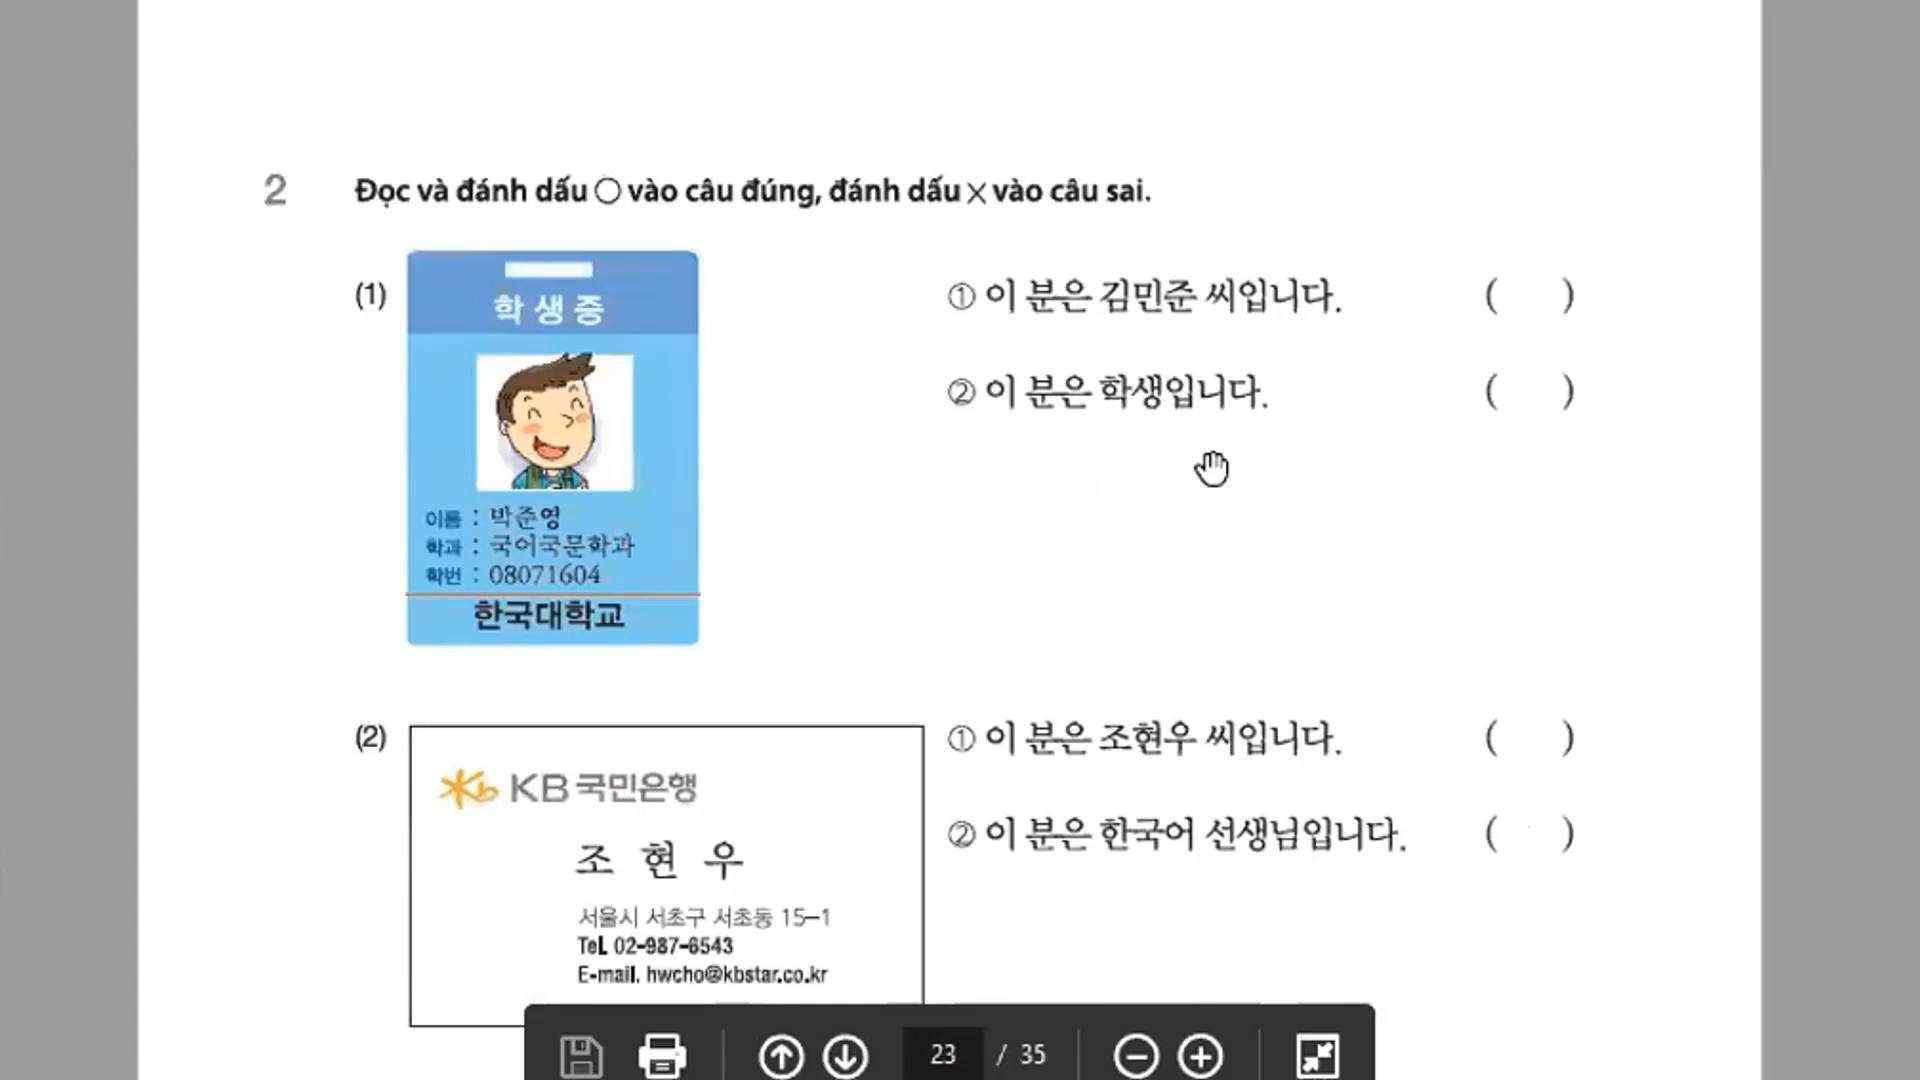 2 Đọc và đánh dấu ○ vào câu đúng, đánh dấu × vào câu sai.
(1)
학생증
이름 : 박준영
학과 : 국어국문학과
학번 : 08071604
한국대학교
① 이 분은 김민준 씨입니다. ( )
② 이 분은 학생입니다. ( )
(2)
Kb KB 국민은행
조 현 우
서울시 서초구 서초동 15-1
TeL 02-987-6543
E-mail. hwcho@kbstar.co.kr
① 이 분은 조현우 씨입니다. ( )
② 이 분은 한국어 선생님입니다. ( )
23 / 35